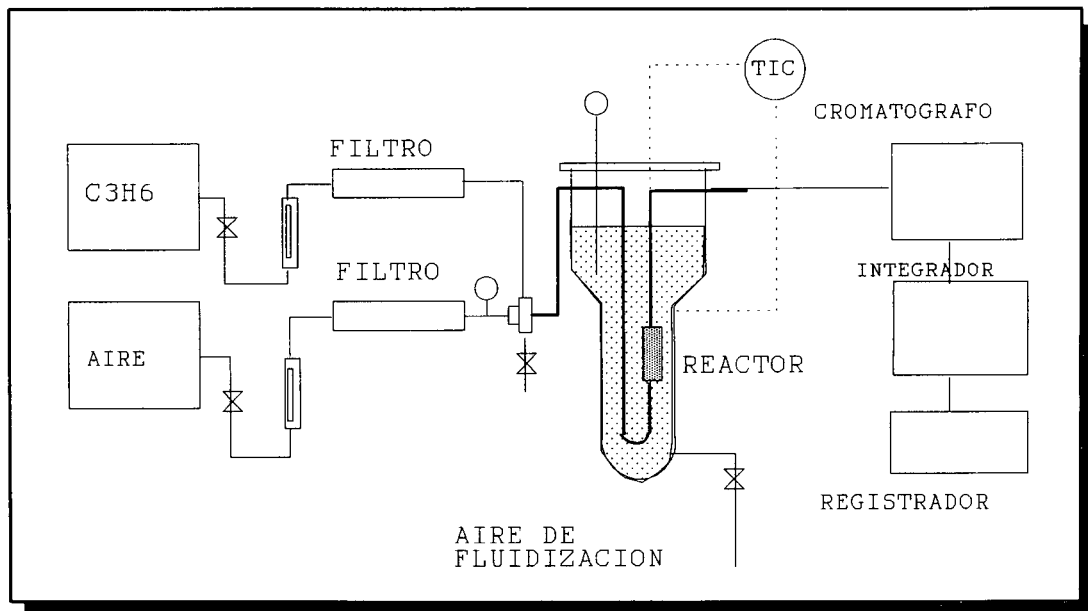 TIC
CROMATOGRAFO
FILTRO
C3H6
FILTRO
INTEGRADOR
AIRE
REACTOR
REGISTRADOR
AIRE DE
FLUIDIZACION